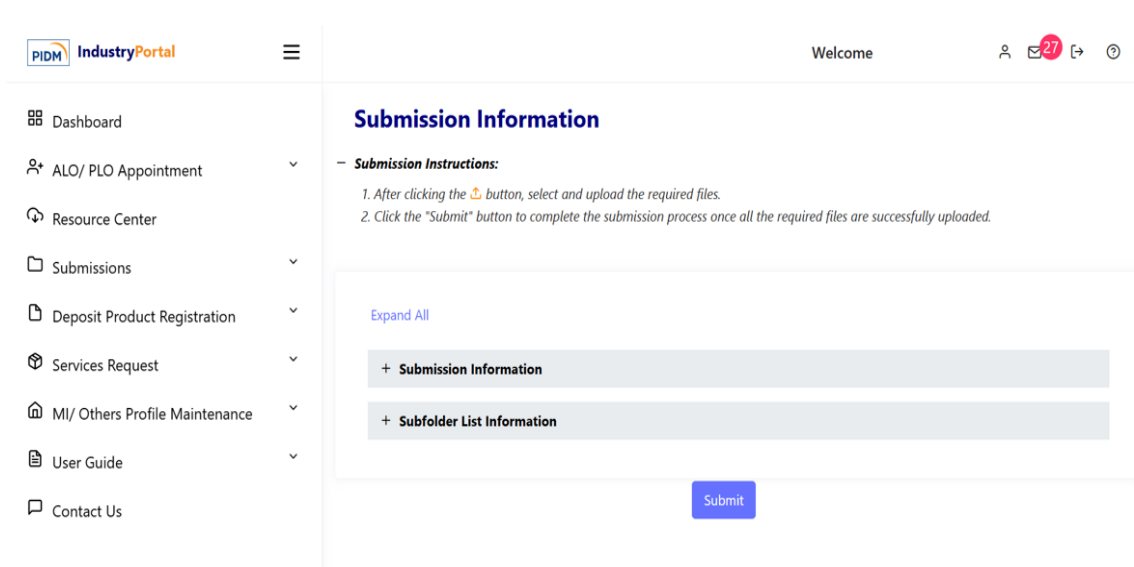 PIDM IndustryPortal
Welcome
27
Dashboard
ALO/ PLO Appointment
Resource Center
Submissions
Deposit Product Registration
Services Request
MI/ Others Profile Maintenance
User Guide
Contact Us
Submission Information
Submission Instructions:
1. After clicking the button, select and upload the required files.
2. Click the "Submit" button to complete the submission process once all the required files are successfully uploaded.
Expand All
+ Submission Information
+ Subfolder List Information
Submit